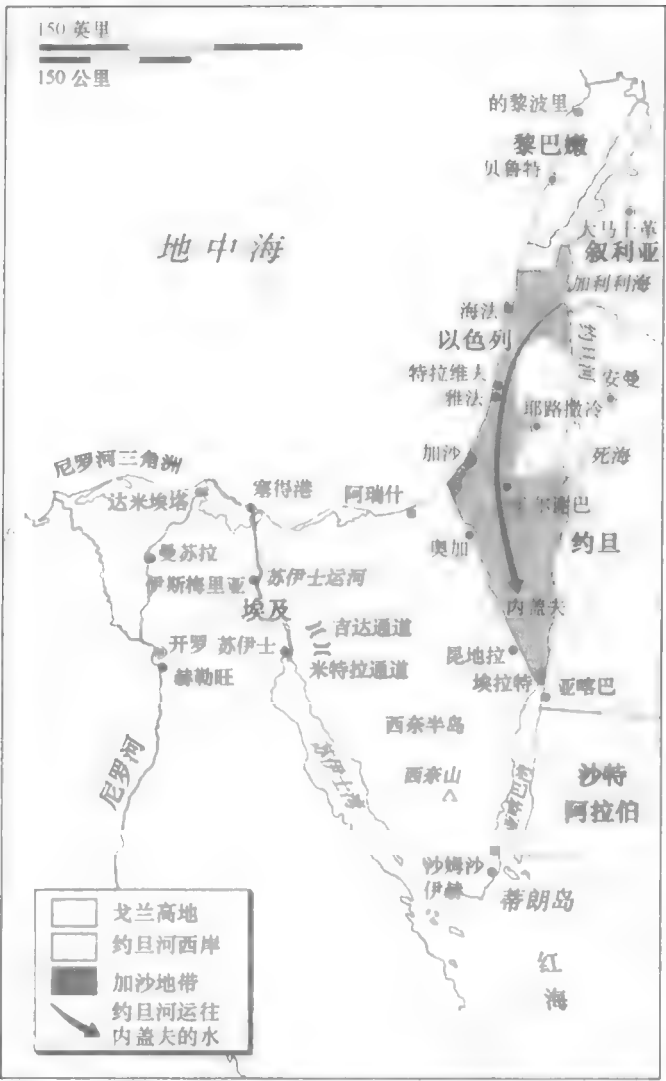 150 英里
150 公里
的黎波里
黎巴嫩
贝鲁特
大马士革
叙利亚
地中海
加利利海
海法
以色列
约旦河
特拉维夫
安曼
雅法
耶路撒冷
加沙
死海
尼罗河三角洲
达米埃塔
塞得港
阿瑞什
尔谢巴
奥加
约旦
曼苏拉
伊斯梅里亚
苏伊士运河
埃及
内盖夫
吉达通道
开罗
苏伊士
昆地拉
米特拉通道
赫勒旺
埃拉特
亚喀巴
西奈半岛
尼罗河
苏伊士湾
西奈山
亚喀巴湾
沙特
阿拉伯
沙姆沙
伊赫
蒂朗岛
红
海
戈兰高地
约旦河西岸
加沙地带
约旦河运往
内盖夫的水